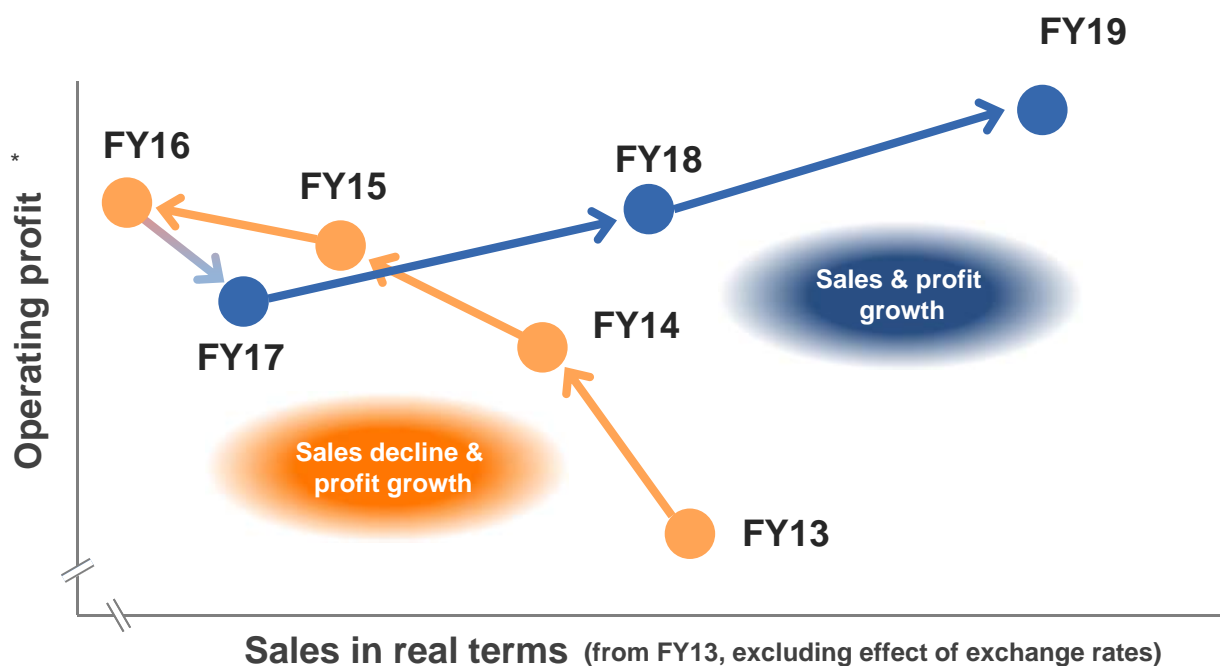 FY19
FY16
FY18
FY15
Operating profit *
Sales & profit
growth
FY14
FY17
Sales decline &
profit growth
FY13
Sales in real terms (from FY13, excluding effect of exchange rates)